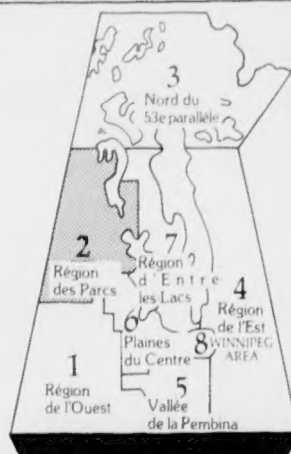 3
Nord du
53e parallèle
2
Région
des Parcs
7
Région
d'Entre
les Lacs
4
Région
de l'Est
6
Plaines
du Centre
8 WINNIPEG
AREA
1
Région
de l'Ouest
5
Vallée
de la Pembina